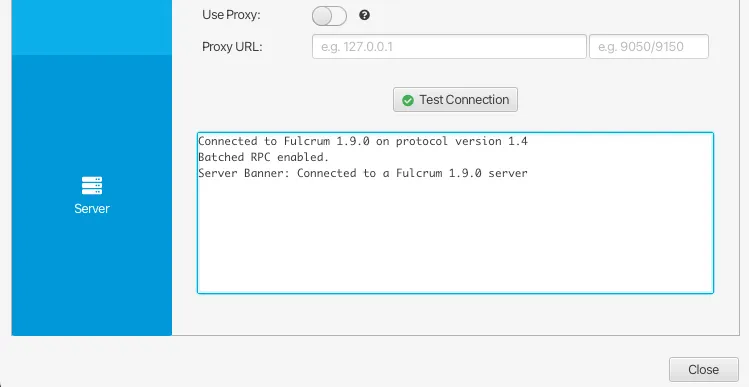 Use Proxy:
Proxy URL: e.g. 127.0.0.1 e.g. 9050/9150
Test Connection
Connected to Fulcrum 1.9.0 on protocol version 1.4
Batched RPC enabled.
Server Banner: Connected to a Fulcrum 1.9.0 server
Server
Close